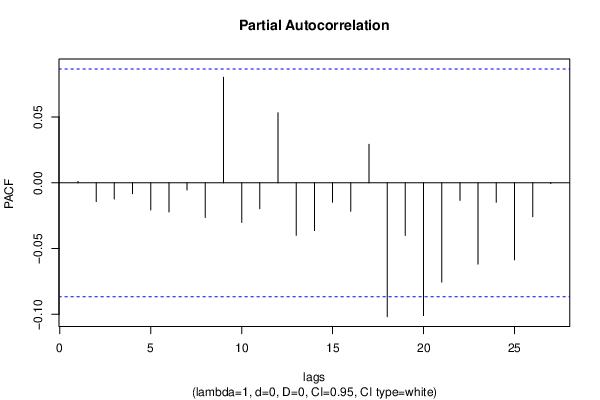 Partial Autocorrelation
PACF
0.05
0.00
−0.05
−0.10
0 5 10 15 20 25
lags
(lambda=1, d=0, D=0, CI=0.95, CI type=white)